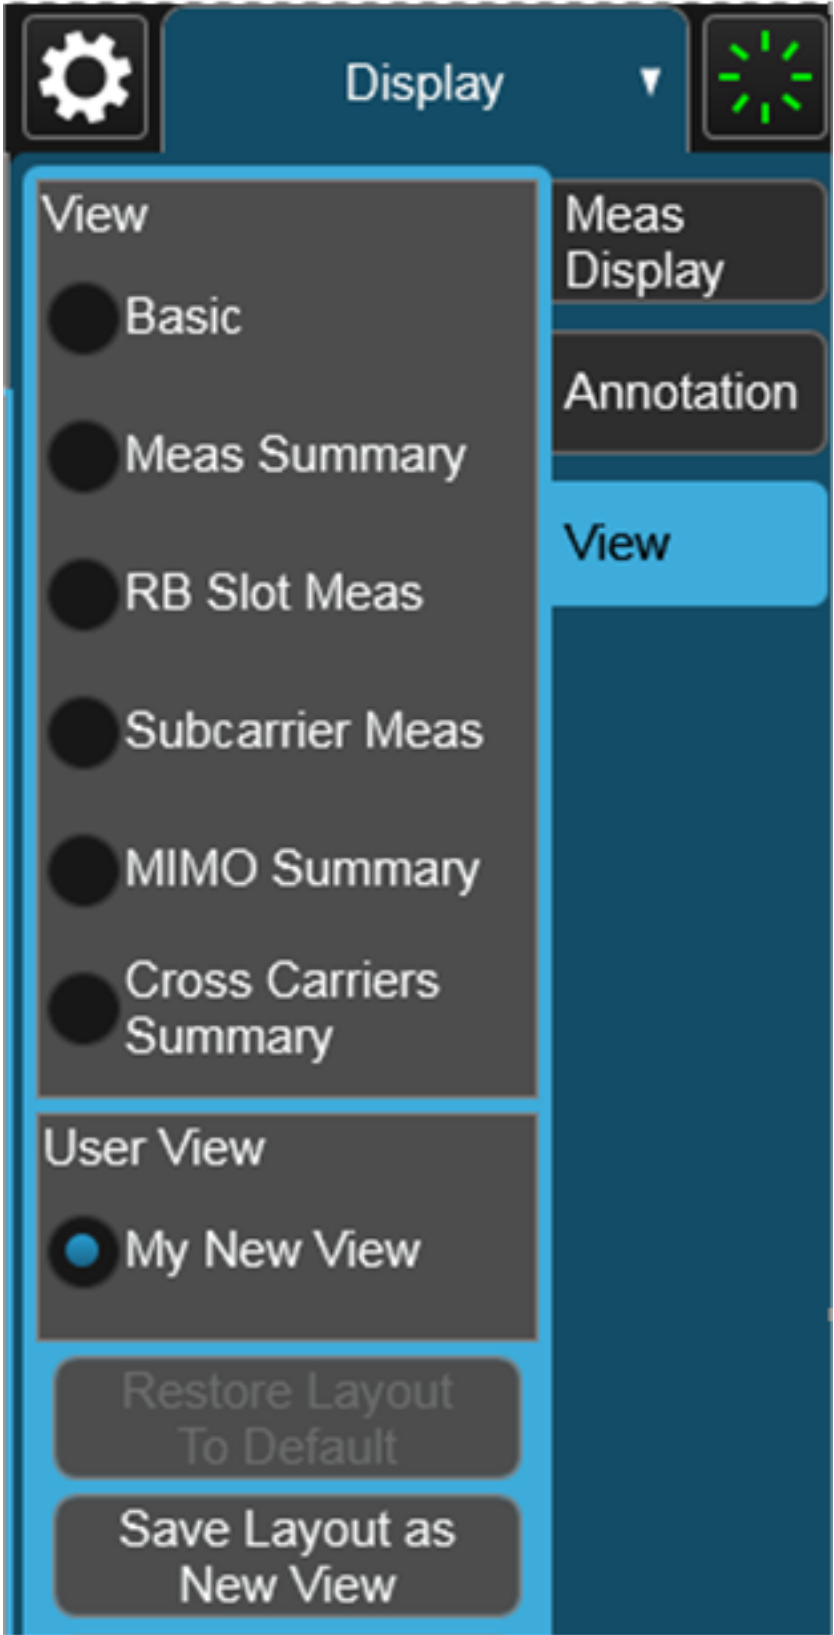 Display
View
Basic
Meas Summary
RB Slot Meas
Subcarrier Meas
MIMO Summary
Cross Carriers
Summary
User View
My New View
Restore Layout
To Default
Save Layout as
New View
Meas
Display
Annotation
View